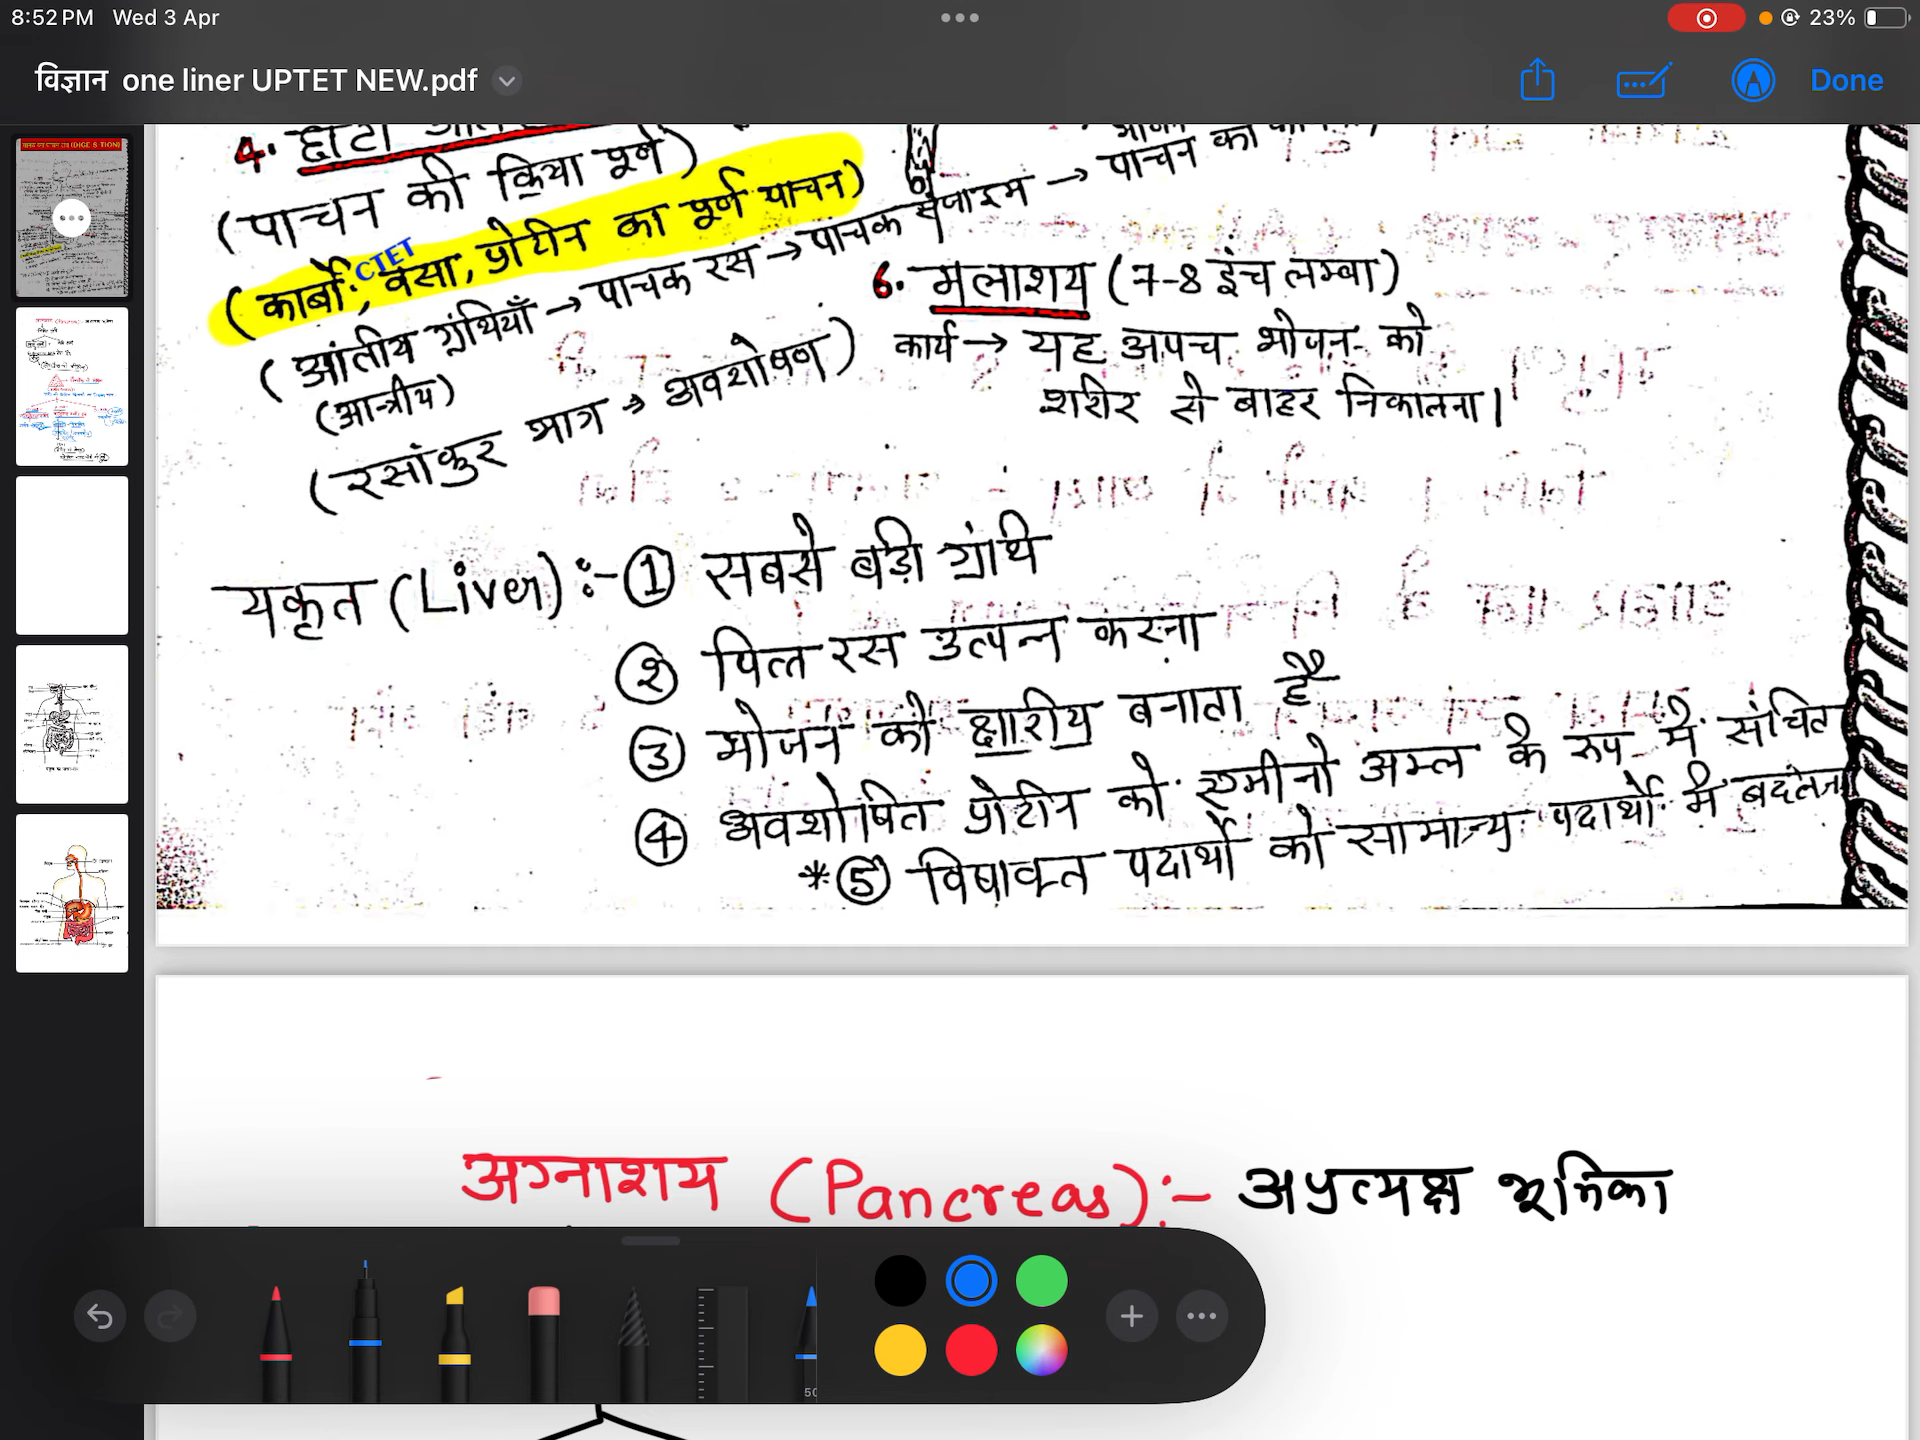 8:52 PM Wed 3 Apr
23%
विज्ञान one liner UPTET NEW.pdf
Done
4. छोटी
(पाचन की क्रिया पूर्ण)
CTET
(कार्बो., वसा, प्रोटीन का पूर्ण पाचन)
(आंतीय ग्रंथियाँ → पाचक रस → पाचक एंजाइम → पाचन का
(आन्त्रीय)
(रसांकुर भाग → अवशोषण)
6. मलाशय (7-8 इंच लम्बा)
कार्य → यह अपच भोजन को
शरीर से बाहर निकालना।
यकृत (Liver) :- ① सबसे बड़ी ग्रंथि
② पित्त रस उत्पन्न करना
③ भोजन को क्षारीय बनाता है
④ अवशोषित प्रोटीन को एमीनो अम्ल के रूप में संचित
*⑤ विषाक्त पदार्थों को सामान्य पदार्थों में बदलना
अग्नाशय (Pancreas):- अप्रत्यक्ष भूमिका
50